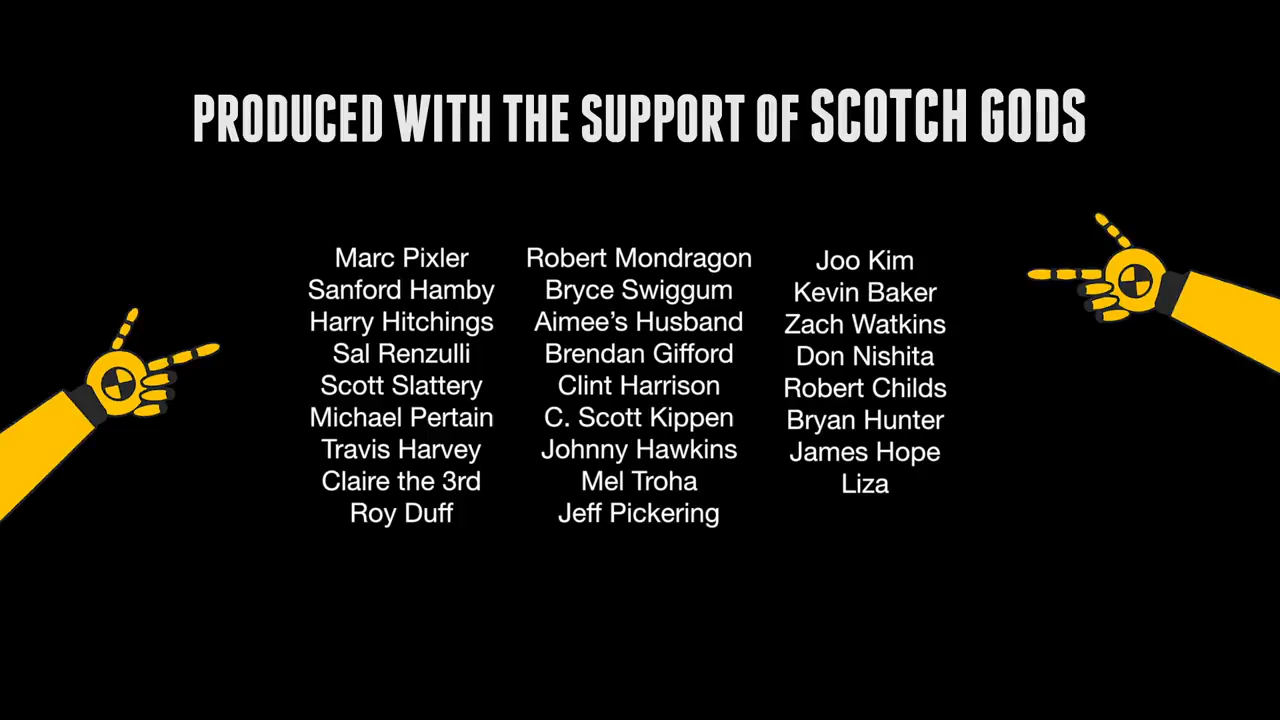 PRODUCED WITH THE SUPPORT OF SCOTCH GODS
Marc Pixler
Sanford Hamby
Harry Hitchings
Sal Renzulli
Scott Slattery
Michael Pertain
Travis Harvey
Claire the 3rd
Roy Duff
Robert Mondragon
Bryce Swiggum
Aimee’s Husband
Brendan Gifford
Clint Harrison
C. Scott Kippen
Johnny Hawkins
Mel Troha
Jeff Pickering
Joo Kim
Kevin Baker
Zach Watkins
Don Nishita
Robert Childs
Bryan Hunter
James Hope
Liza